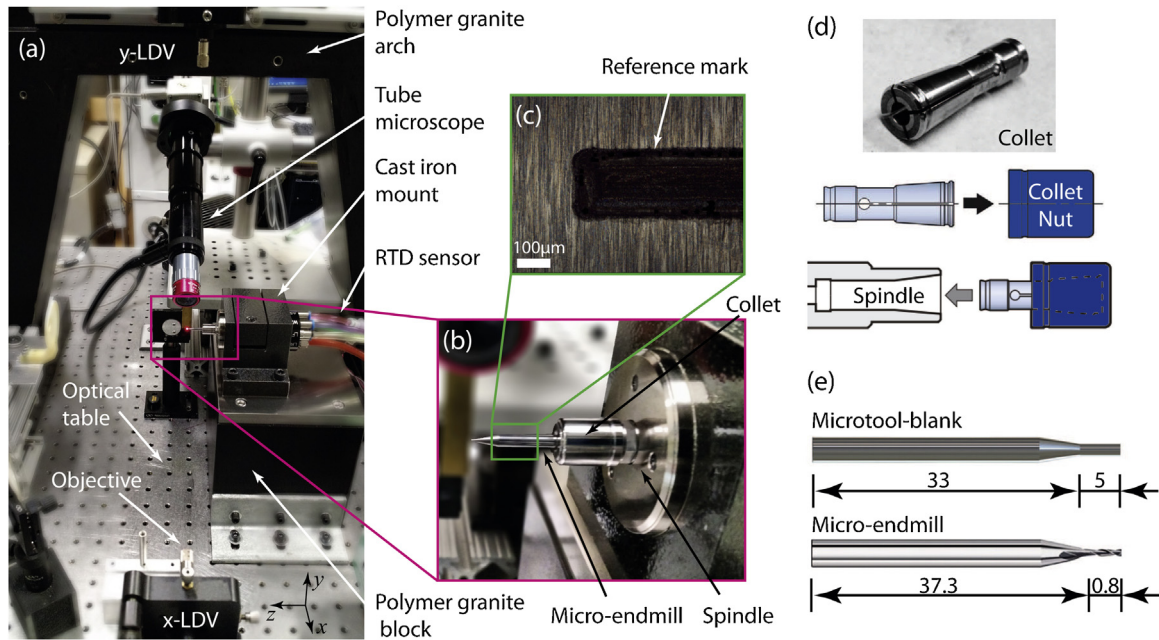 (a)
y-LDV
Polymer granite
arch
Tube
microscope
Cast iron
mount
RTD sensor
Optical
table
Objective
x-LDV
y
z
x
Polymer granite
block
Reference mark
(c)
100μm
(b)
Collet
Micro-endmill
Spindle
(d)
Collet
Collet
Nut
Spindle
(e)
Microtool-blank
33
5
Micro-endmill
37.3
0.8